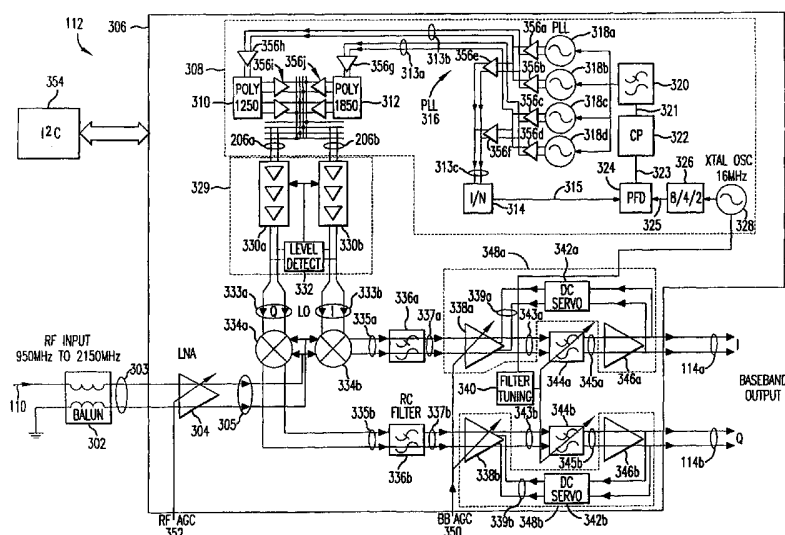 112
306
354
I²C
308
356h
356i
356j
356g
POLY
1250
310
POLY
1850
312
313b
313a
PLL
316
356e
356a
356b
356c
356d
356f
PLL
318a
318b
318c
318d
320
321
CP
322
323
324
PFD
315
325
326
8/4/2
XTAL OSC
16MHz
328
313c
I/N
314
206a
206b
329
330a
330b
LEVEL
DETECT
332
333a
Q
LO
I
333b
334a
334b
335a
336a
337a
348a
339a
338a
342a
DC
SERVO
343a
340
FILTER
TUNING
344a
345a
346a
114a
I
BASEBAND
OUTPUT
RF INPUT
950MHz
TO 2150MHz
110
303
BALUN
302
LNA
304
305
335b
RC
FILTER
337b
336b
338b
343b
344b
345b
346b
Q
114b
339b
DC
SERVO
348b
342b
RF AGC
352
BB AGC
350